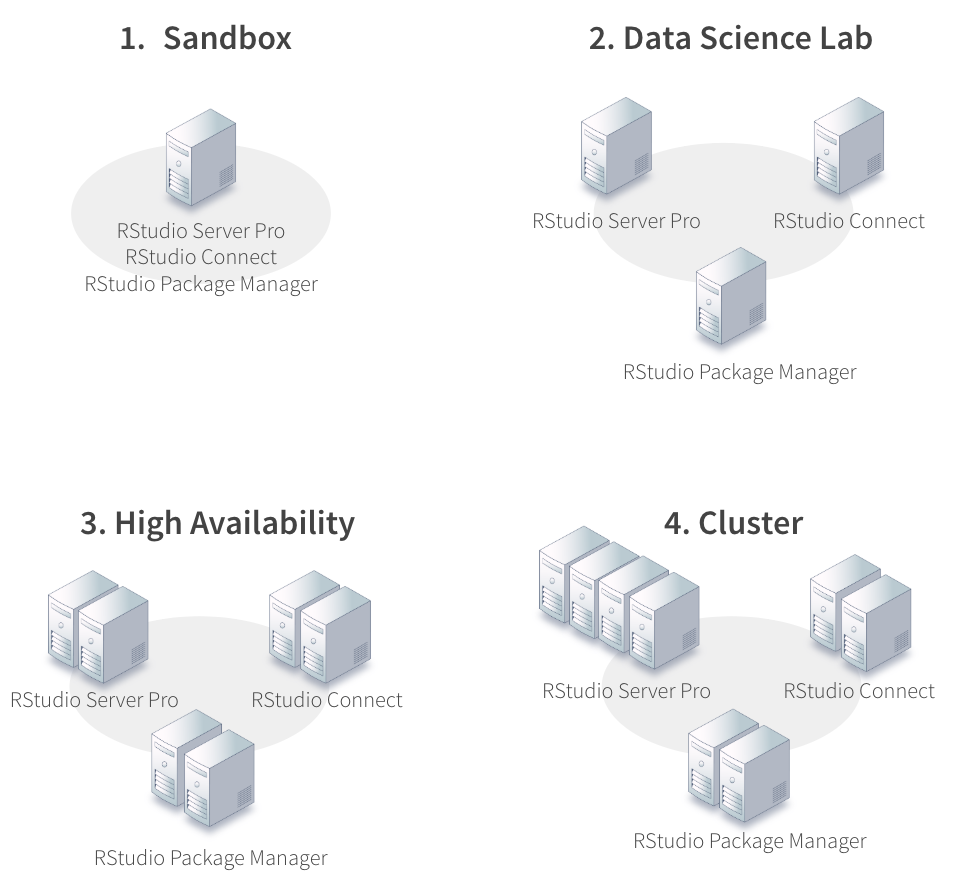 1. Sandbox
RStudio Server Pro
RStudio Connect
RStudio Package Manager
2. Data Science Lab
RStudio Server Pro
RStudio Connect
RStudio Package Manager
3. High Availability
RStudio Server Pro
RStudio Connect
RStudio Package Manager
4. Cluster
RStudio Server Pro
RStudio Connect
RStudio Package Manager